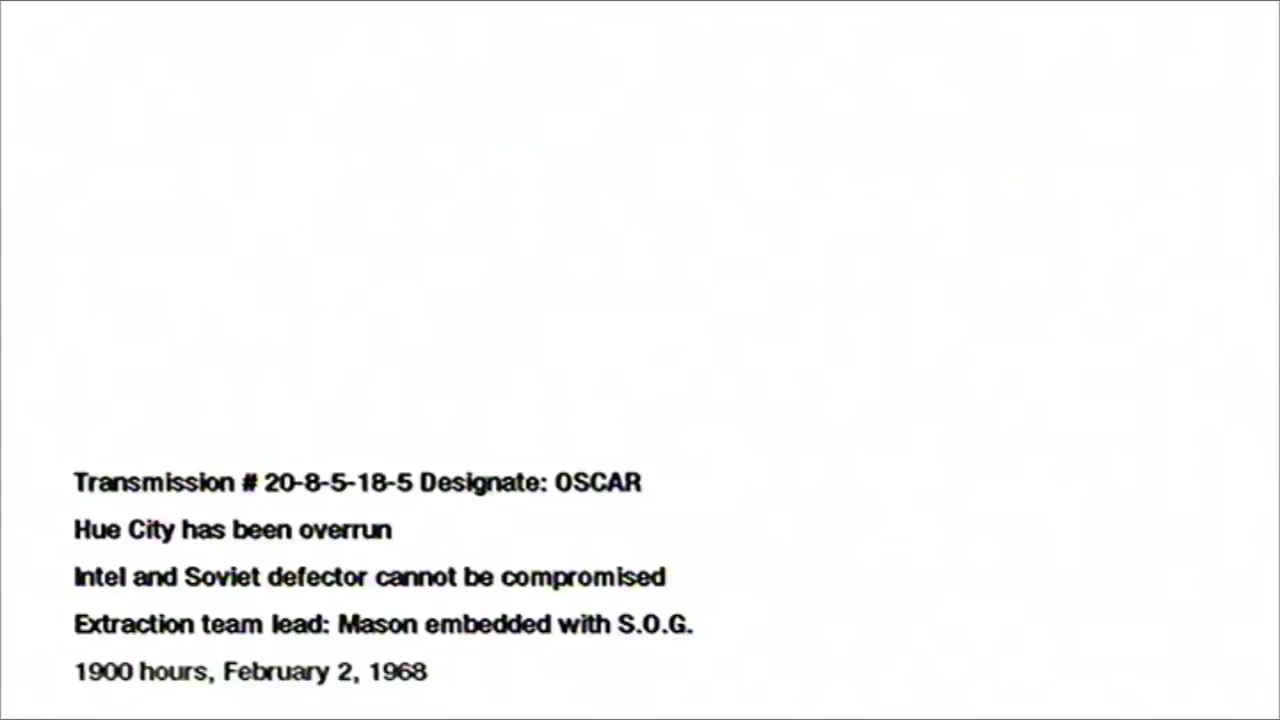 Transmission # 20-8-5-18-5 Designate: OSCAR
Hue City has been overrun
Intel and Soviet defector cannot be compromised
Extraction team lead: Mason embedded with S.O.G.
1900 hours, February 2, 1968